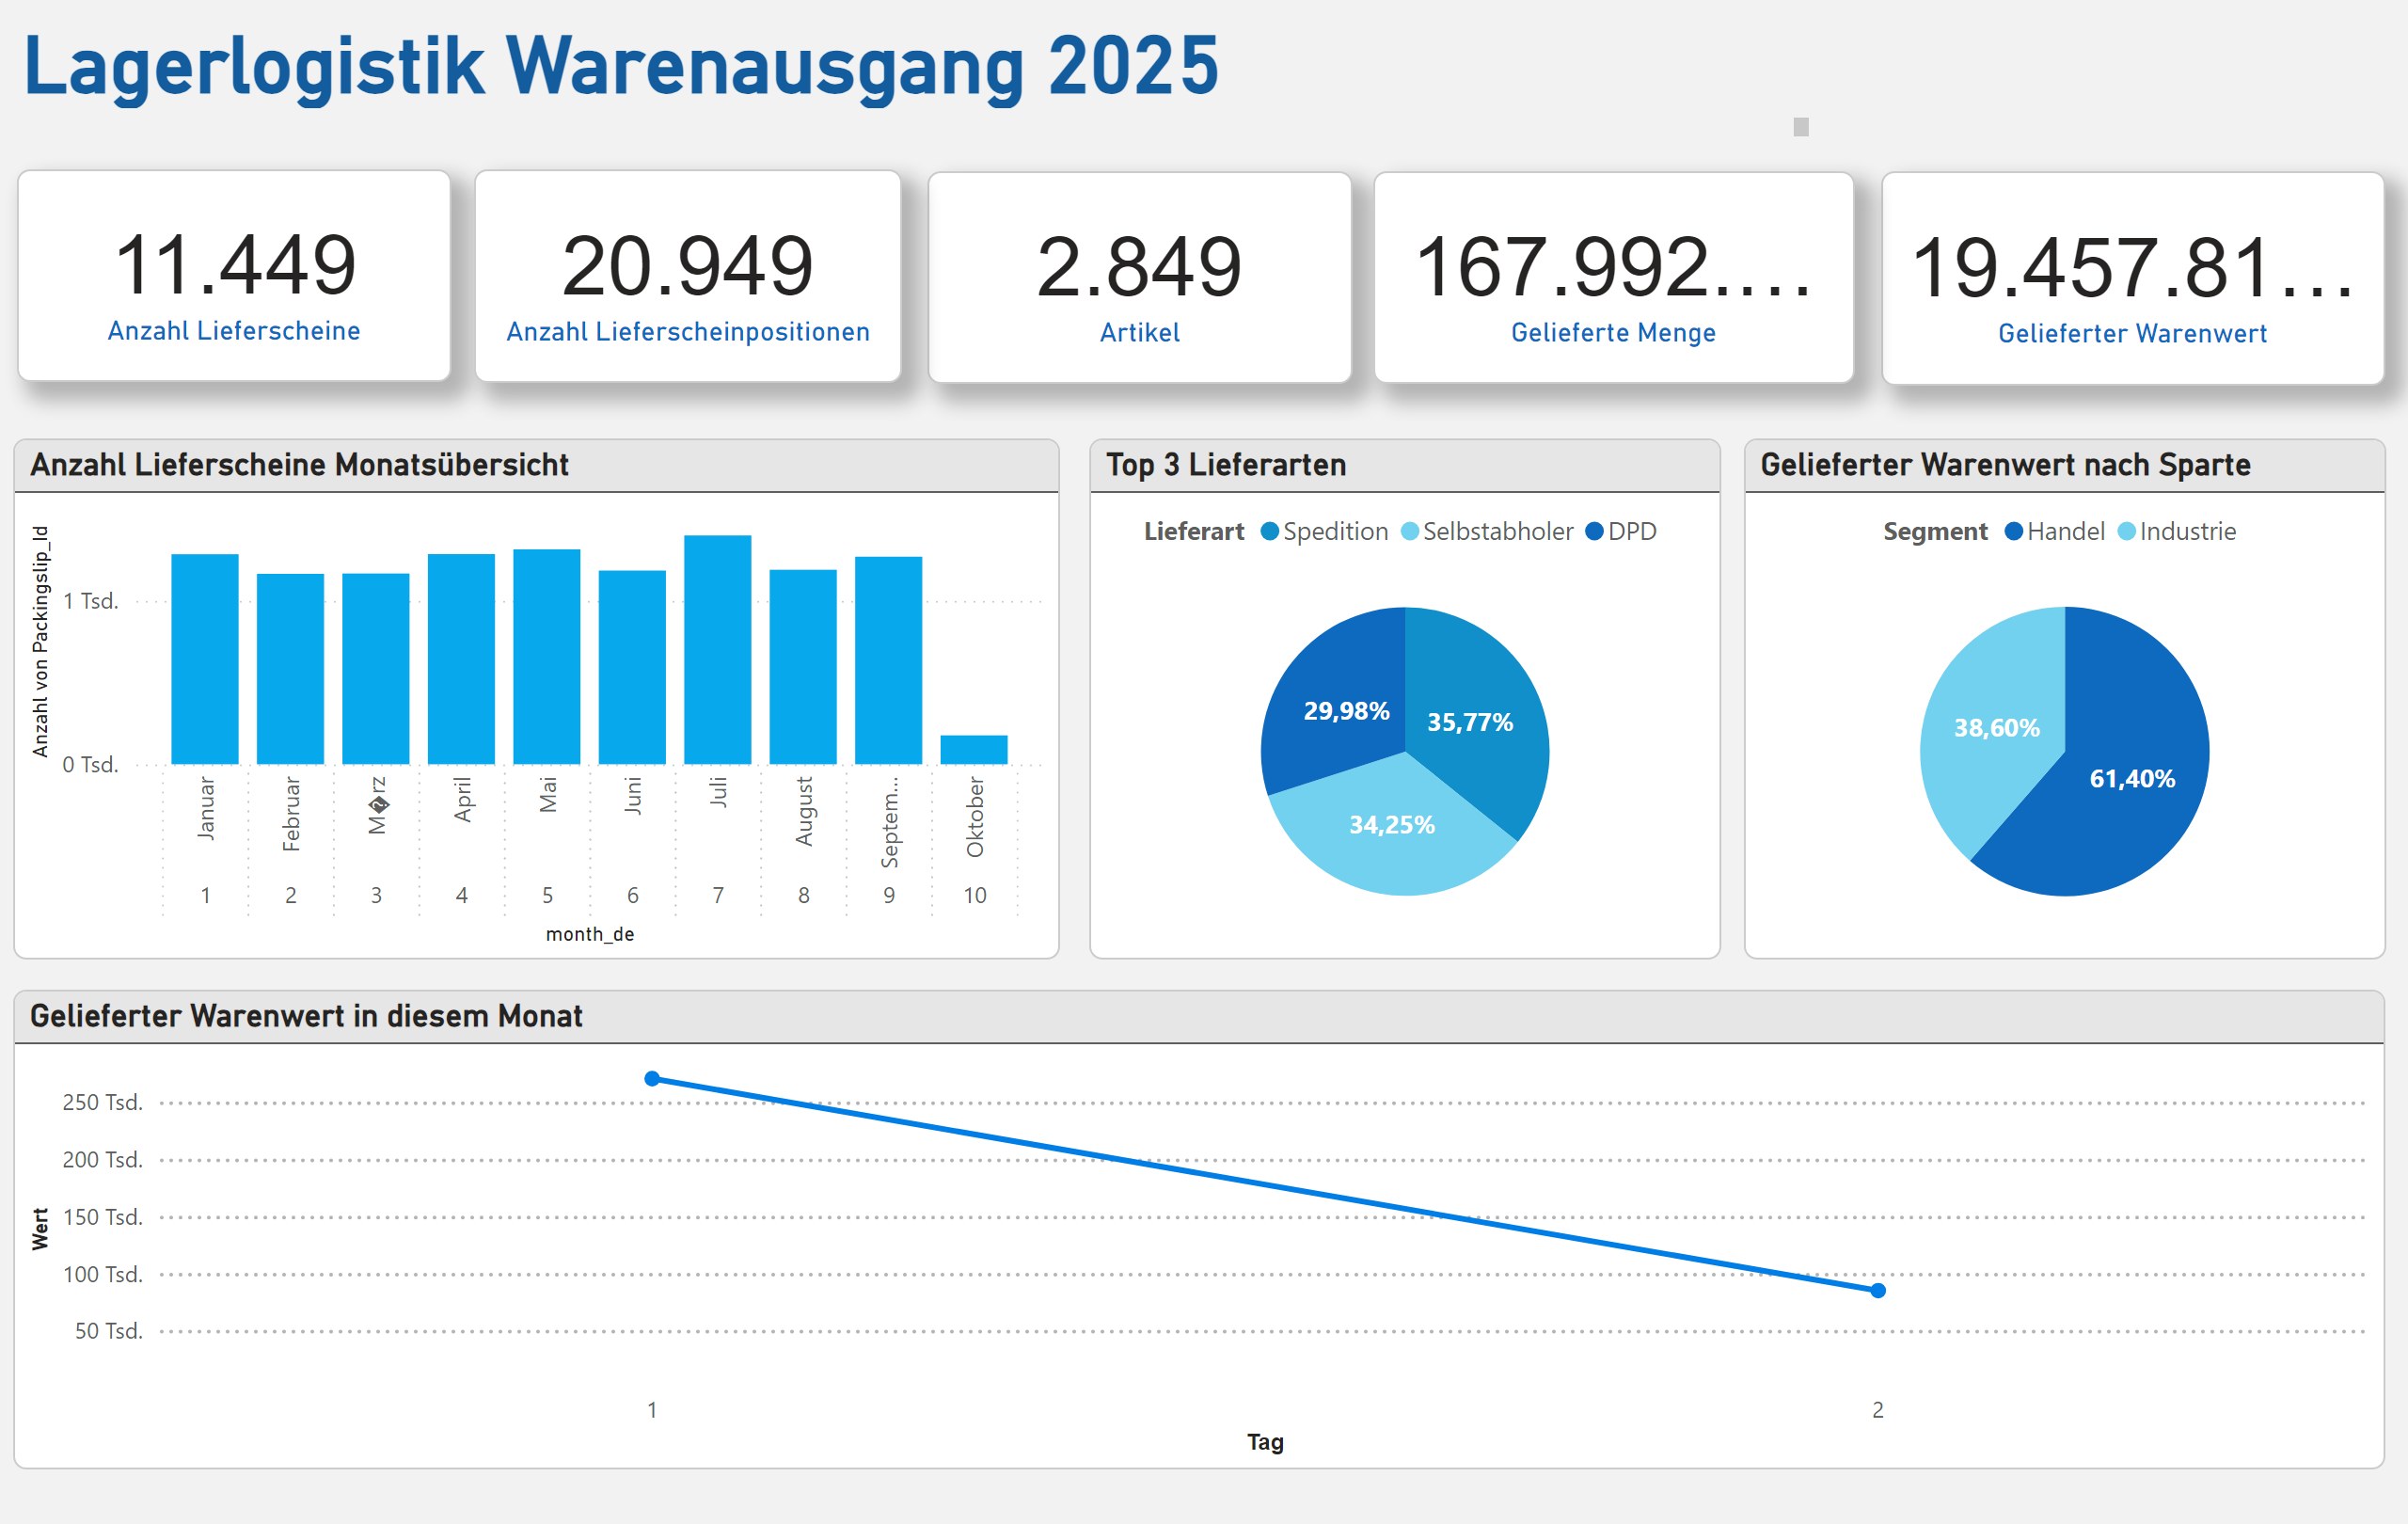 Lagerlogistik Warenausgang 2025
11.449
Anzahl Lieferscheine
20.949
Anzahl Lieferscheinpositionen
2.849
Artikel
167.992....
Gelieferte Menge
19.457.81...
Gelieferter Warenwert
Anzahl Lieferscheine Monatsübersicht
Anzahl von Packingslip_Id
1 Tsd.
0 Tsd.
Januar
Februar
M�rz
April
Mai
Juni
Juli
August
Septem...
Oktober
1 2 3 4 5 6 7 8 9 10
month_de
Top 3 Lieferarten
Lieferart Spedition Selbstabholer DPD
29,98%
35,77%
34,25%
Gelieferter Warenwert nach Sparte
Segment Handel Industrie
38,60%
61,40%
Gelieferter Warenwert in diesem Monat
Wert
250 Tsd.
200 Tsd.
150 Tsd.
100 Tsd.
50 Tsd.
1 2
Tag